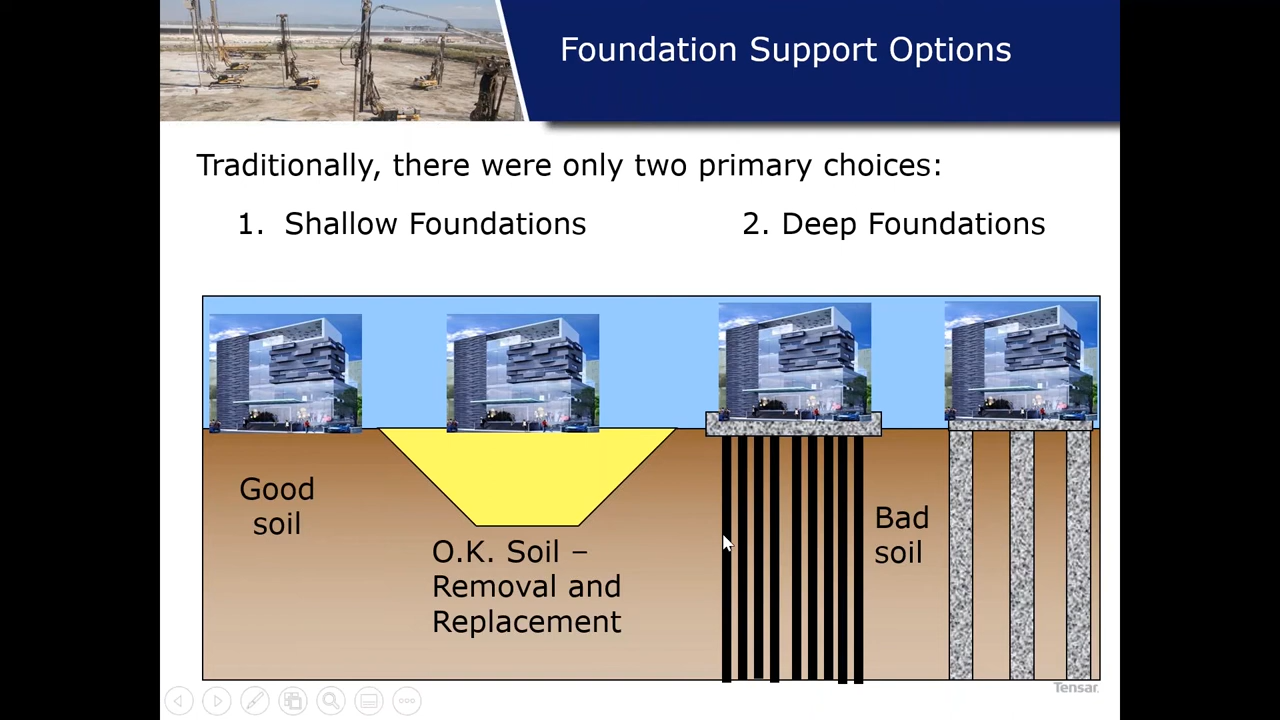 Foundation Support Options
Traditionally, there were only two primary choices:
1. Shallow Foundations
2. Deep Foundations
Good
soil
O.K. Soil –
Removal and
Replacement
Bad
soil
Tensar